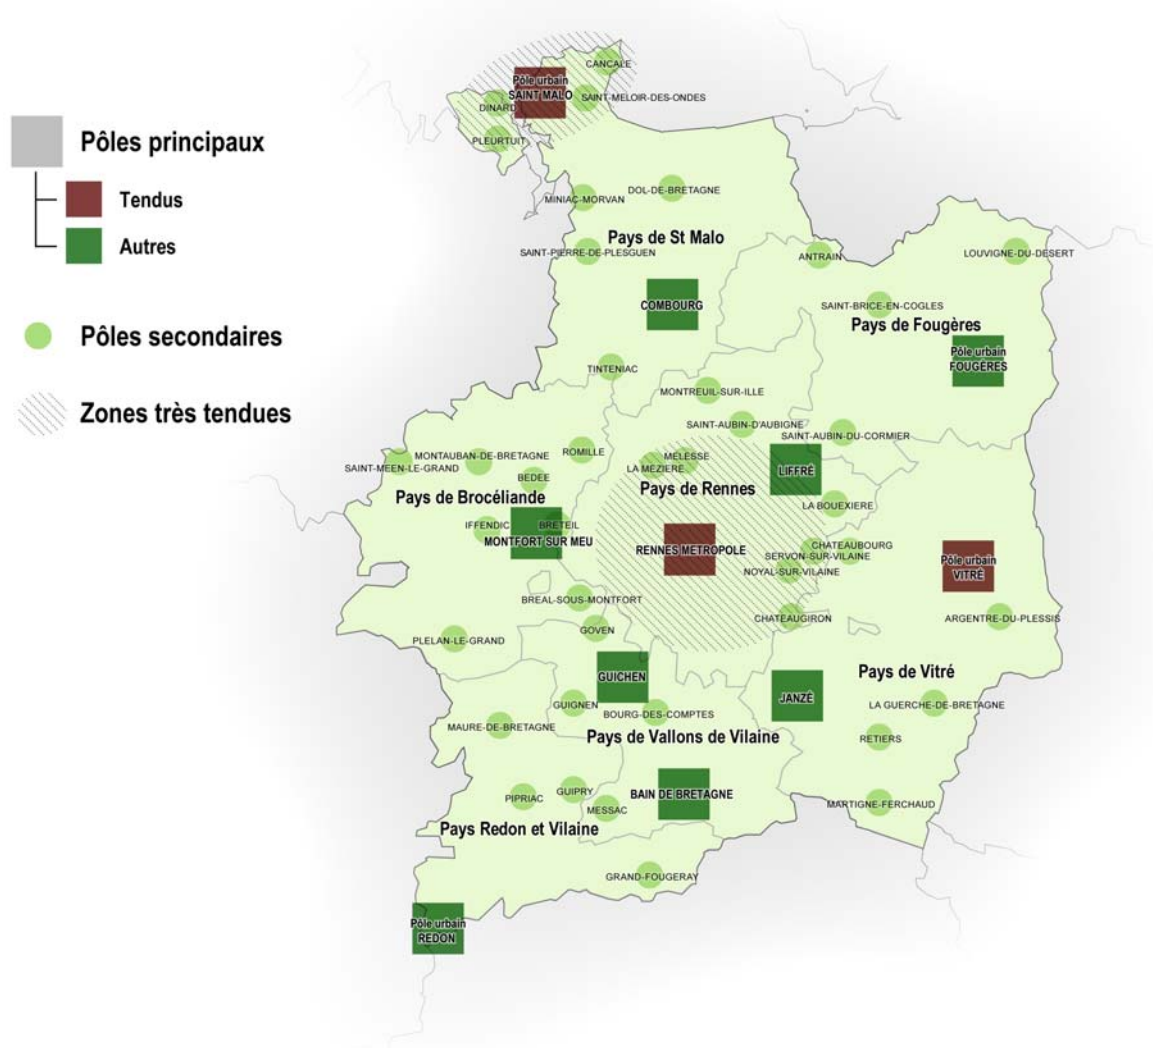 Pôles principaux
Tendus
Autres
Pôles secondaires
Zones très tendues
CANCALE
Pôle urbain
SAINT MALO
SAINT-MELOIR-DES-ONDES
DINARD
PLEURTUIT
DOL-DE-BRETAGNE
MINIAC-MORVAN
Pays de St Malo
SAINT-PIERRE-DE-PLESGUEN
ANTRAIN
LOUVIGNE-DU-DESERT
COMBOURG
SAINT-BRICE-EN-COGLES
Pays de Fougères
Pôle urbain
FOUGÈRES
TINTENIAC
MONTREUIL-SUR-ILLE
SAINT-AUBIN-D'AUBIGNE
SAINT-AUBIN-DU-CORMIER
ROMILLE
MONTAUBAN-DE-BRETAGNE
SAINT-MEEN-LE-GRAND
MELESSE
LA MEZIERE
LIFFRÉ
BEDEE
Pays de Rennes
Pays de Brocéliande
LA BOUEXIERE
IFFENDIC
BRETEIL
MONTFORT SUR MEU
RENNES METROPOLE
CHATEAUBOURG
SERVON-SUR-VILAINE
NOYAL-SUR-VILAINE
Pôle urbain
VITRÉ
BREAL-SOUS-MONTFORT
CHATEAUGIRON
ARGENTRE-DU-PLESSIS
GOVEN
PLELAN-LE-GRAND
Pays de Vitré
GUICHEN
JANZÉ
GUIGNEN
LA GUERCHE-DE-BRETAGNE
BOURG-DES-COMPTES
MAURE-DE-BRETAGNE
Pays de Vallons de Vilaine
RETIERS
GUIPRY
BAIN DE BRETAGNE
PIPRIAC
MESSAC
MARTIGNE-FERCHAUD
Pays Redon et Vilaine
GRAND-FOUGERAY
Pôle urbain
REDON